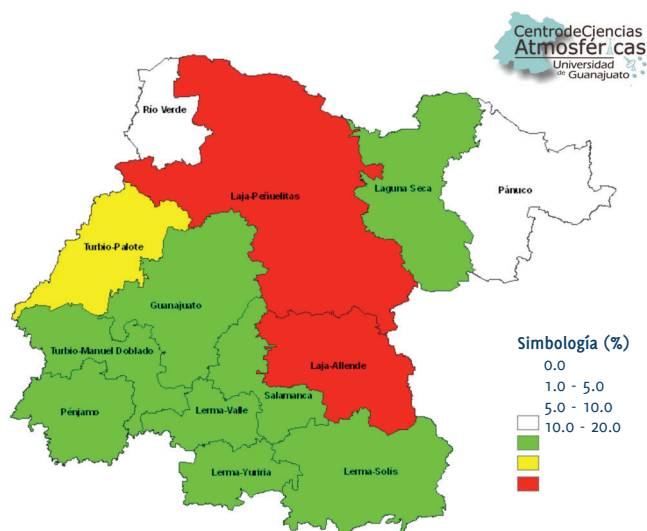 CentrodeCiencias
Atmosféricas
Universidad
de Guanajuato
Río Verde
Laja-Peñuelitas
Laguna Seca
Pánuco
Turbio-Palote
Guanajuato
Turbio-Manuel Doblado
Laja-Allende
Salamanca
Pénjamo
Lerma-Valle
Lerma-Yuriria
Lerma-Solís
Simbología (%)
0.0
1.0 - 5.0
5.0 - 10.0
10.0 - 20.0